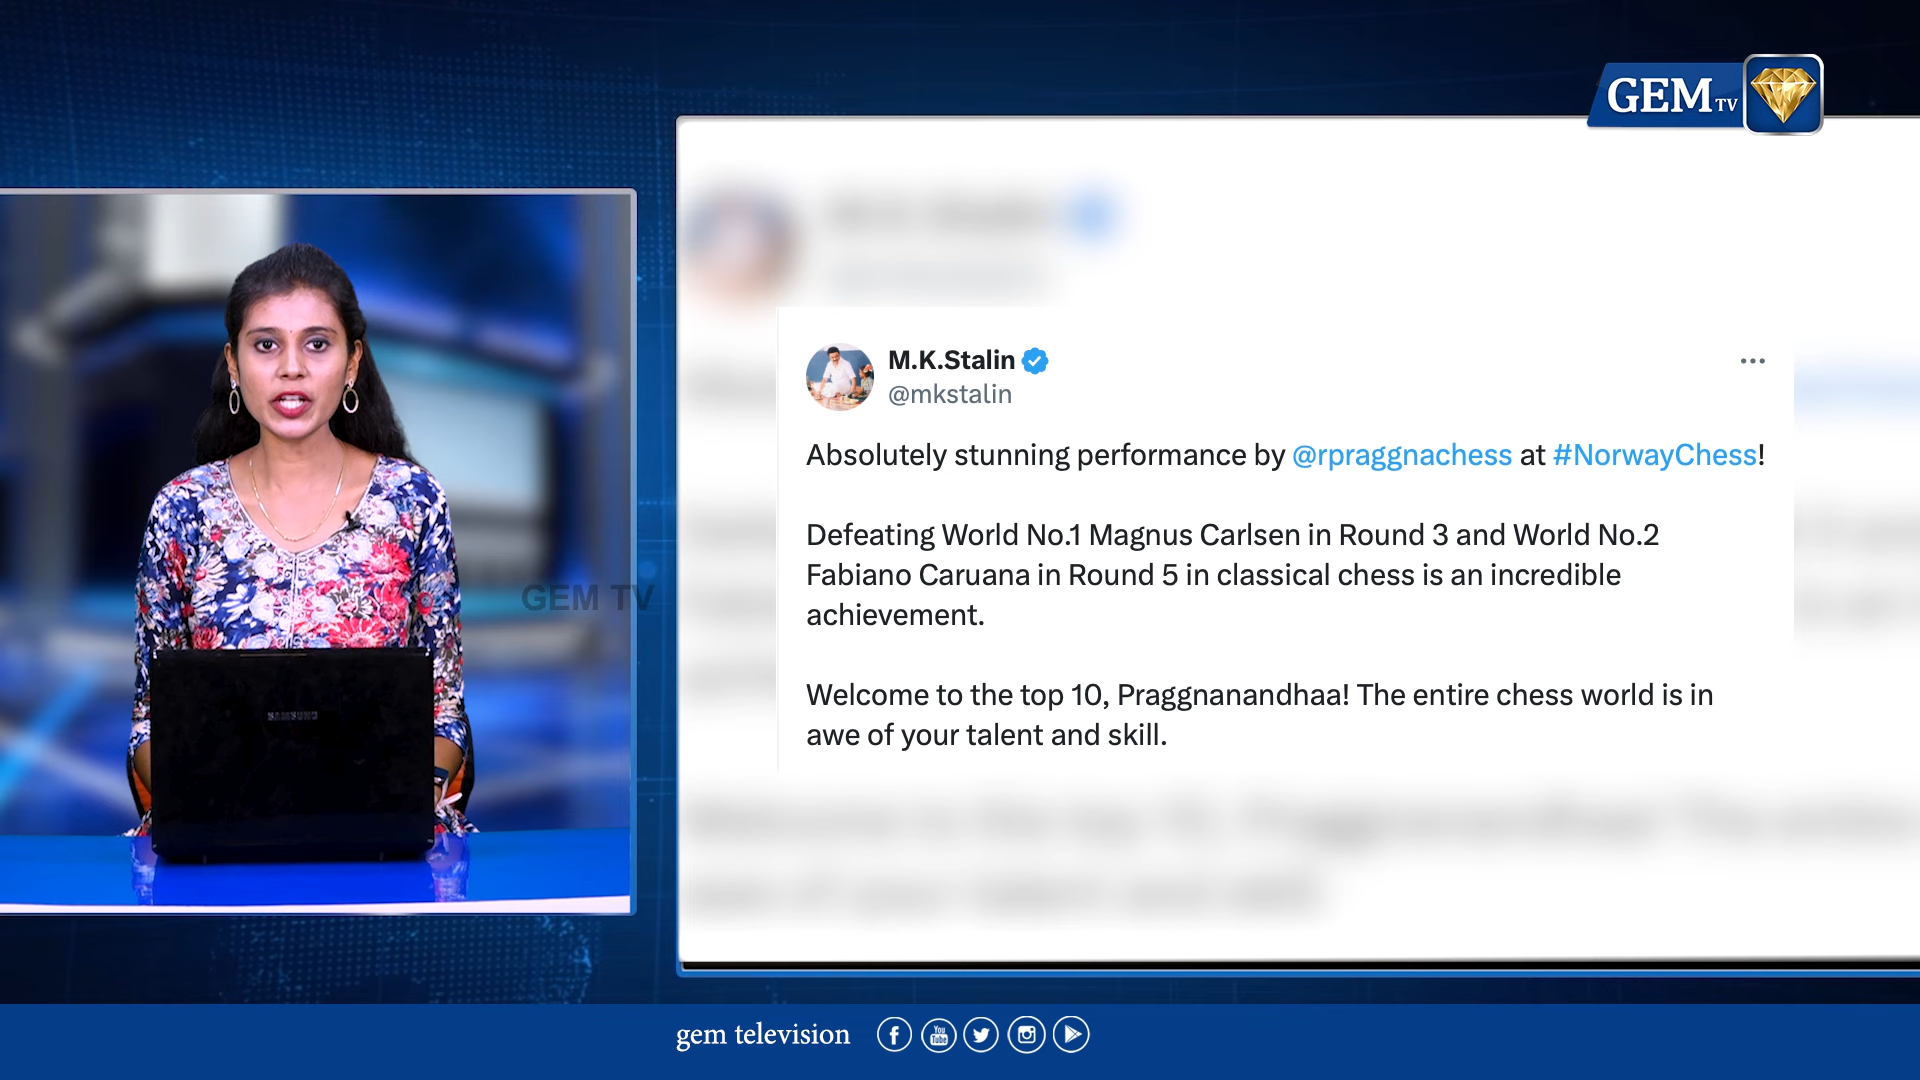 GEM TV
M.K.Stalin
@mkstalin
Absolutely stunning performance by @rpraggnachess at #NorwayChess!
Defeating World No.1 Magnus Carlsen in Round 3 and World No.2
Fabiano Caruana in Round 5 in classical chess is an incredible
achievement.
Welcome to the top 10, Praggnanandhaa! The entire chess world is in
awe of your talent and skill.
GEM TV
SAMSUNG
gem television
You
Tube